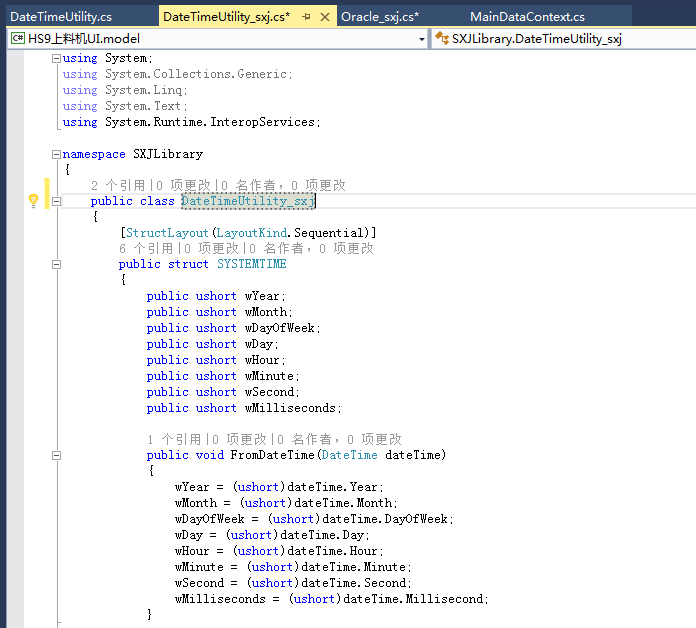 DateTimeUtility.cs DateTimeUtility_sxj.cs* Oracle_sxj.cs* MainDataContext.cs
C# HS9上料机UI.model SXJLibrary.DateTimeUtility_sxj
using System;
using System.Collections.Generic;
using System.Linq;
using System.Text;
using System.Runtime.InteropServices;
namespace SXJLibrary
{
2 个引用|0 项更改|0 名作者, 0 项更改
public class DateTimeUtility_sxj
{
[StructLayout(LayoutKind.Sequential)]
6 个引用|0 项更改|0 名作者, 0 项更改
public struct SYSTEMTIME
{
public ushort wYear;
public ushort wMonth;
public ushort wDayOfWeek;
public ushort wDay;
public ushort wHour;
public ushort wMinute;
public ushort wSecond;
public ushort wMilliseconds;
1 个引用|0 项更改|0 名作者, 0 项更改
public void FromDateTime(DateTime dateTime)
{
wYear = (ushort)dateTime.Year;
wMonth = (ushort)dateTime.Month;
wDayOfWeek = (ushort)dateTime.DayOfWeek;
wDay = (ushort)dateTime.Day;
wHour = (ushort)dateTime.Hour;
wMinute = (ushort)dateTime.Minute;
wSecond = (ushort)dateTime.Second;
wMilliseconds = (ushort)dateTime.Millisecond;
}